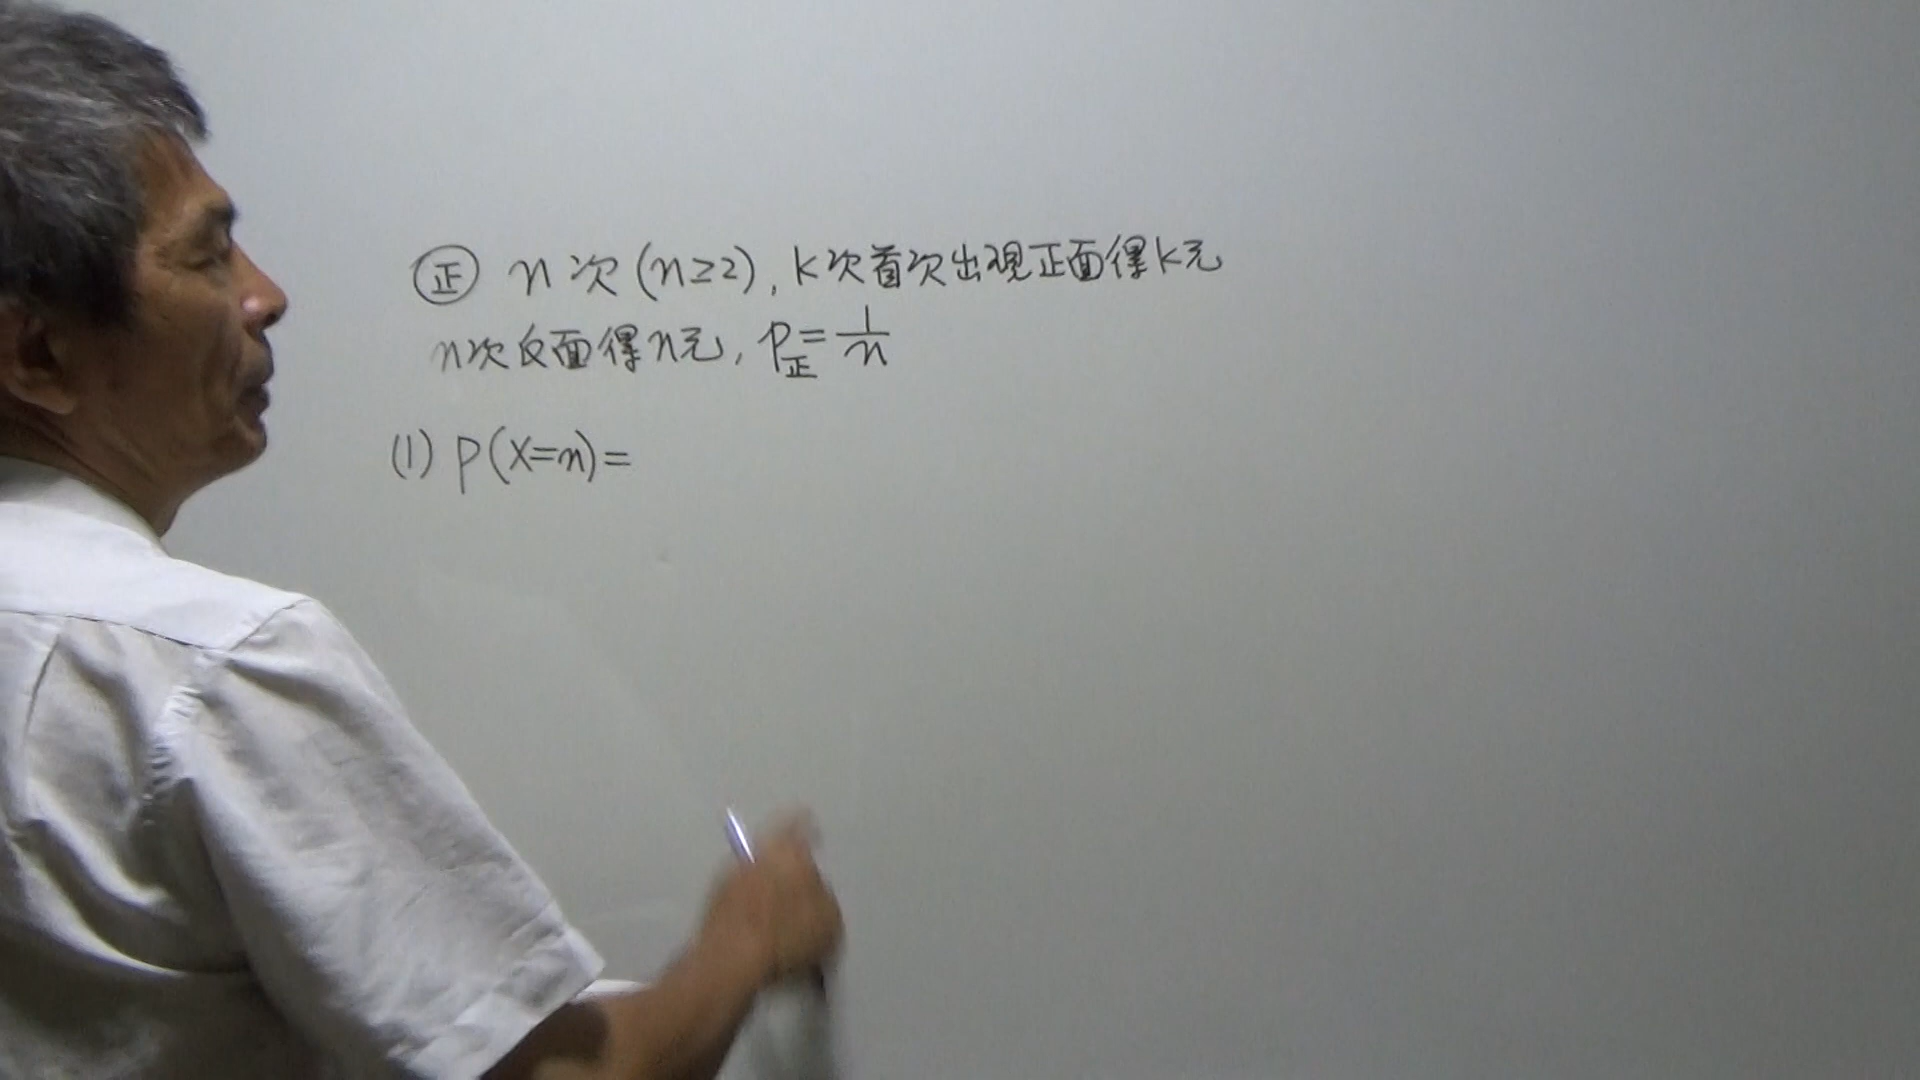 ㊣ n次(n≥2),k次首次出現正面得k元
n次反面得n元,P正=1/n
(1) P(X=n)=